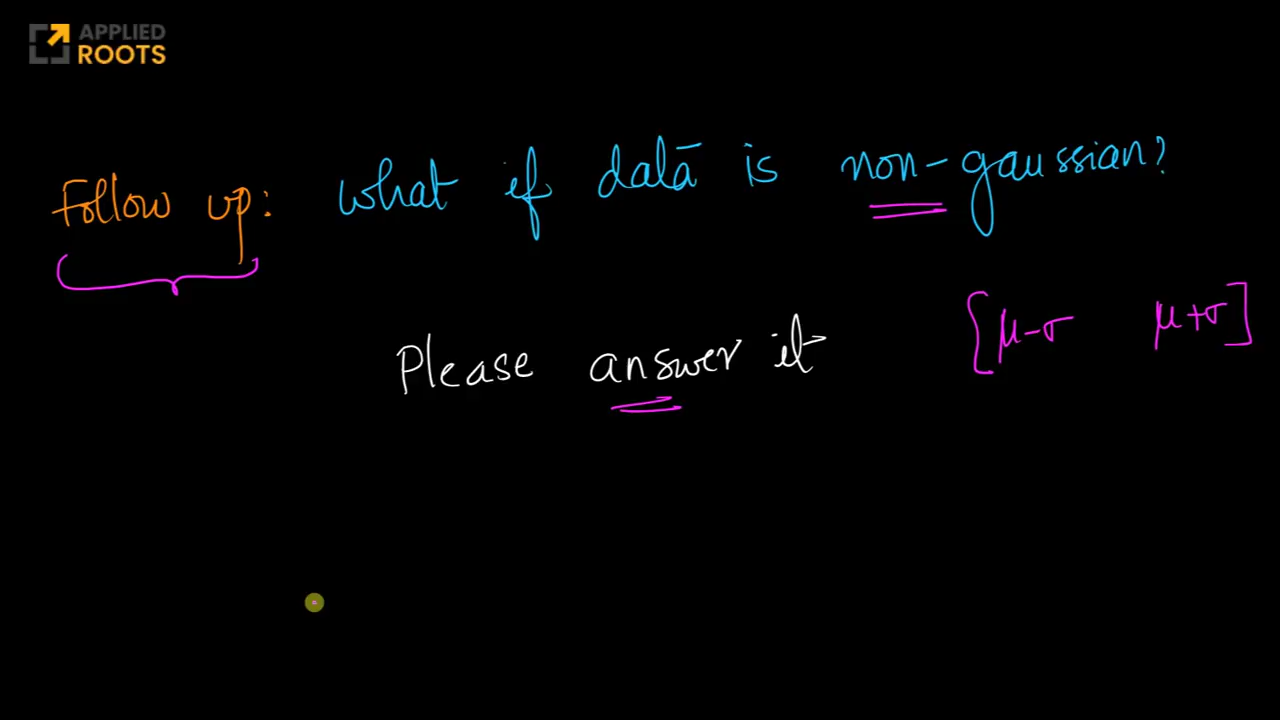 APPLIED
ROOTS
Follow up: What if data is non-gaussian?
Please answer it
[μ-σ μ+σ]